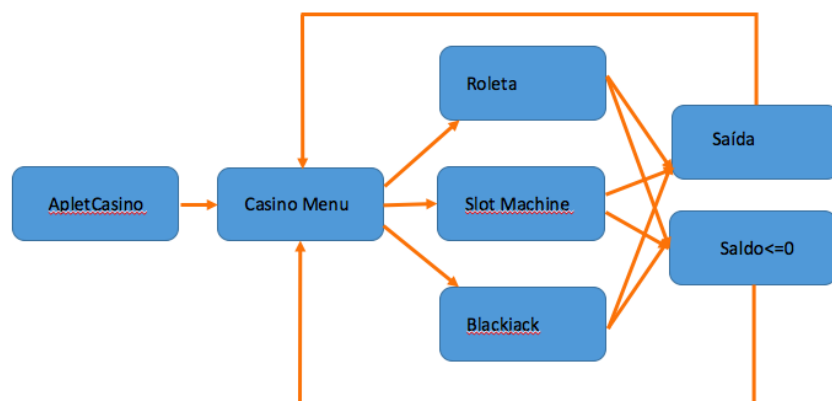 Roleta
Saída
ApletCasino
Casino Menu
Slot Machine
Saldo<=0
Blackjack